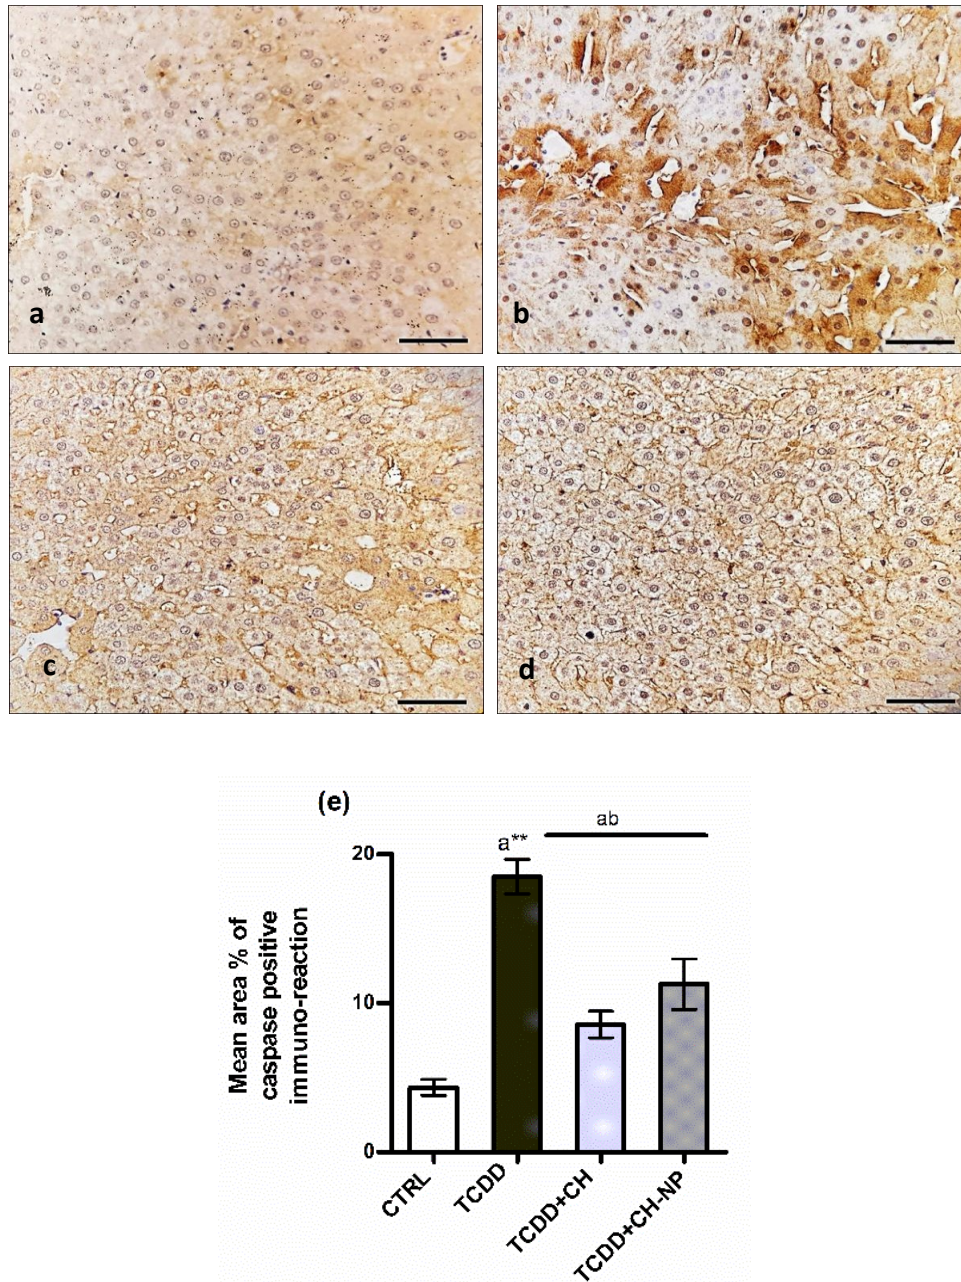 a
b
c
d
(e)
ab
a**
20
10
0
Mean area % of
caspase positive
immuno-reaction
CTRL
TCDD
TCDD+CH
TCDD+CH-NP